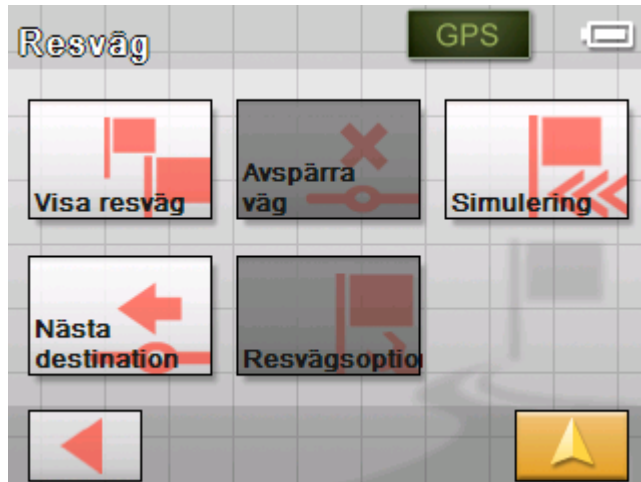 Resväg
GPS
Visa resväg
Avspärra
väg
Simulering
Nästa
destination
Resvägsoptio